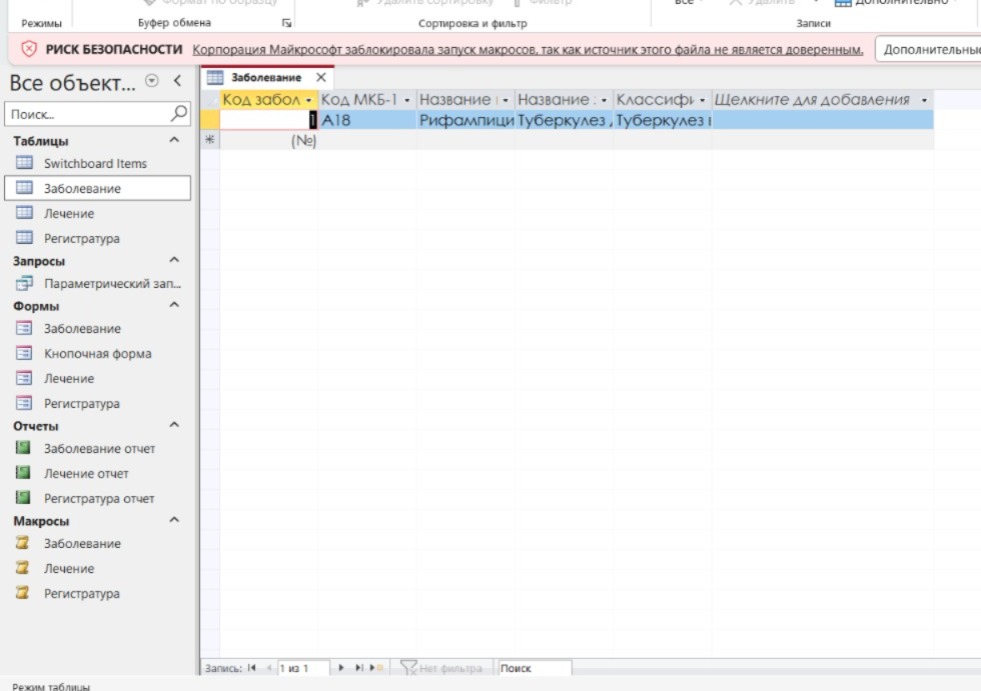 Формат по образцу
Удалить сортировку
Фильтр
Все
Удалить
Дополнительно
Режимы
Буфер обмена
Сортировка и фильтр
Записи
РИСК БЕЗОПАСНОСТИ Корпорация Майкрософт заблокировала запуск макросов, так как источник этого файла не является доверенным. Дополнительные
Все объект...
Поиск...
Таблицы
Switchboard Items
Заболевание
Лечение
Регистратура
Запросы
Параметрический зап...
Формы
Заболевание
Кнопочная форма
Лечение
Регистратура
Отчеты
Заболевание отчет
Лечение отчет
Регистратура отчет
Макросы
Заболевание
Лечение
Регистратура
Заболевание
Код забол Код МКБ-1 Название Название Классифи Щелкните для добавления
1 A18 Рифампици Туберкулез Туберкулез
(№)
Запись: 1 из 1 Нет фильтра Поиск
Режим таблицы